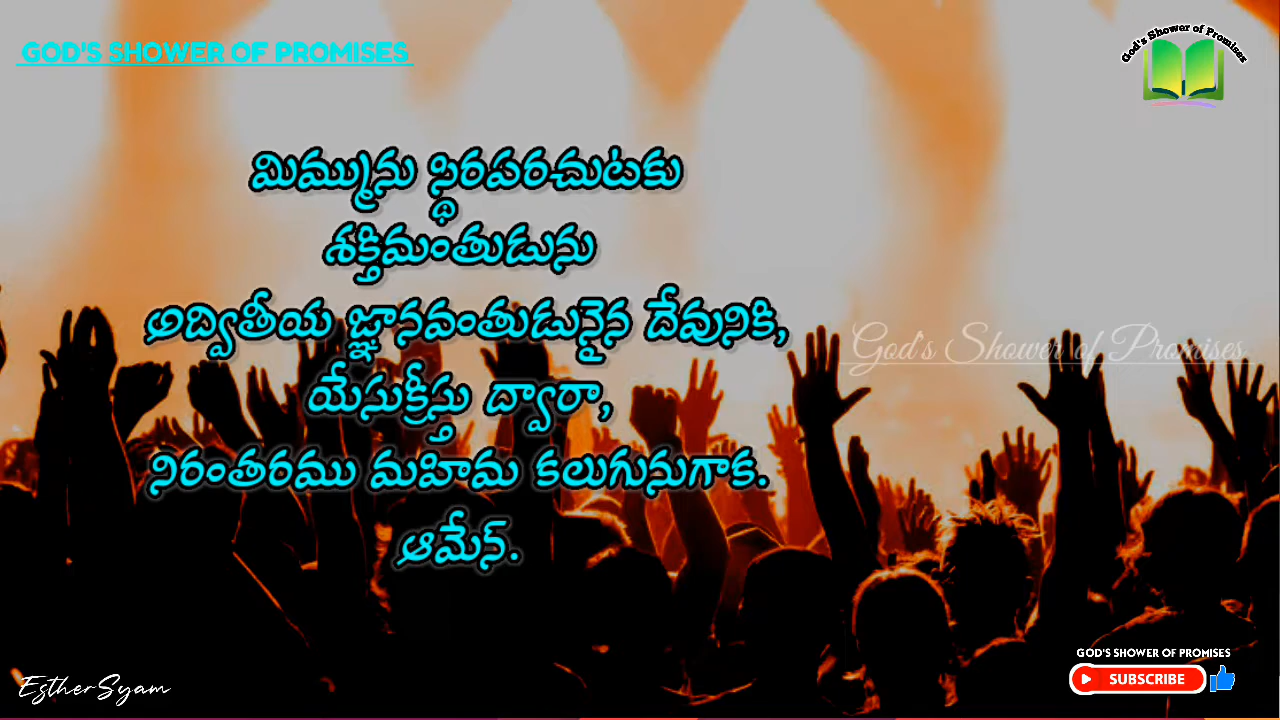 GOD'S SHOWER OF PROMISES
God's Shower of Promises
మిమ్మును స్థిరపరచుటకు
శక్తిమంతుడును
అద్వితీయ జ్ఞానవంతుడునైన దేవునికి,
యేసుక్రీస్తు ద్వారా,
నిరంతరము మహిమ కలుగునుగాక.
ఆమేన్.
God's Shower of Promises
GOD'S SHOWER OF PROMISES
SUBSCRIBE
EstherSyam